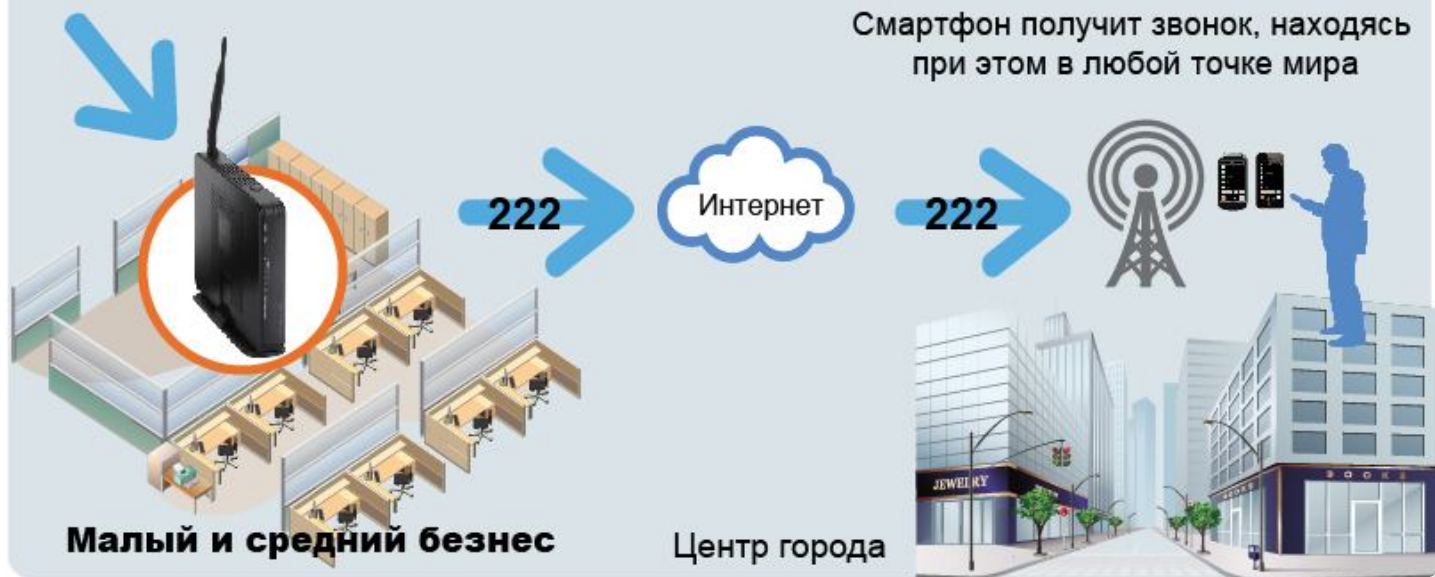 Смартфон получит звонок, находясь
при этом в любой точке мира
222
Интернет
222
JEWELRY
BOOKS
Малый и средний безнес
Центр города